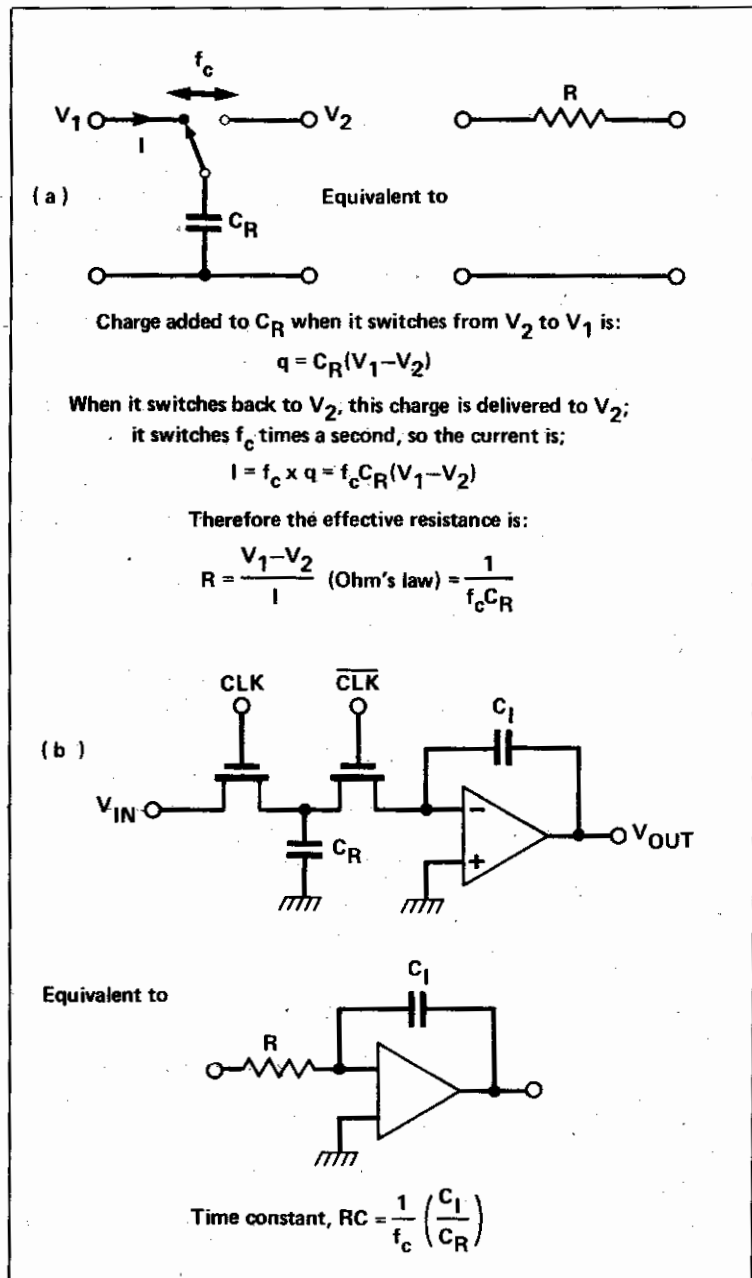 f_c
V_1 I V_2 R
(a) C_R Equivalent to
Charge added to C_R when it switches from V_2 to V_1 is:
q = C_R(V_1–V_2)
When it switches back to V_2, this charge is delivered to V_2;
it switches f_c times a second, so the current is;
I = f_c x q = f_cC_R(V_1–V_2)
Therefore the effective resistance is:
R = (V_1–V_2)/I (Ohm's law) = 1/(f_cC_R)
CLK C̅L̅K̅ C_I
(b)
V_IN C_R – + V_OUT
Equivalent to C_I
R
Time constant, RC = 1/f_c (C_I/C_R)